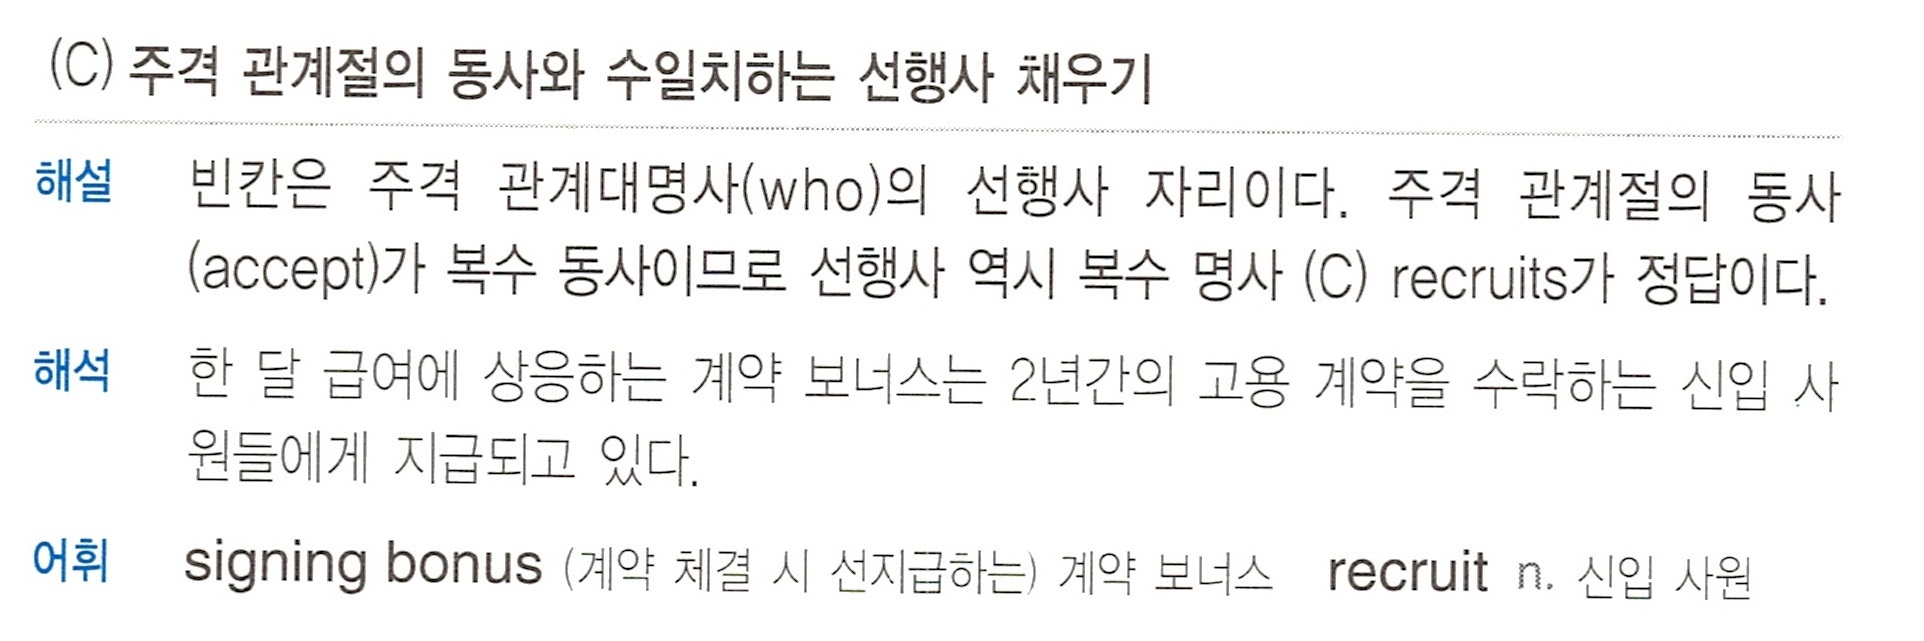 (C) 주격 관계절의 동사와 수일치하는 선행사 채우기
해설 빈칸은 주격 관계대명사(who)의 선행사 자리이다. 주격 관계절의 동사
(accept)가 복수 동사이므로 선행사 역시 복수 명사 (C) recruits가 정답이다.
해석 한 달 급여에 상응하는 계약 보너스는 2년간의 고용 계약을 수락하는 신입 사
원들에게 지급되고 있다.
어휘 signing bonus (계약 체결 시 선지급하는) 계약 보너스 recruit n. 신입 사원